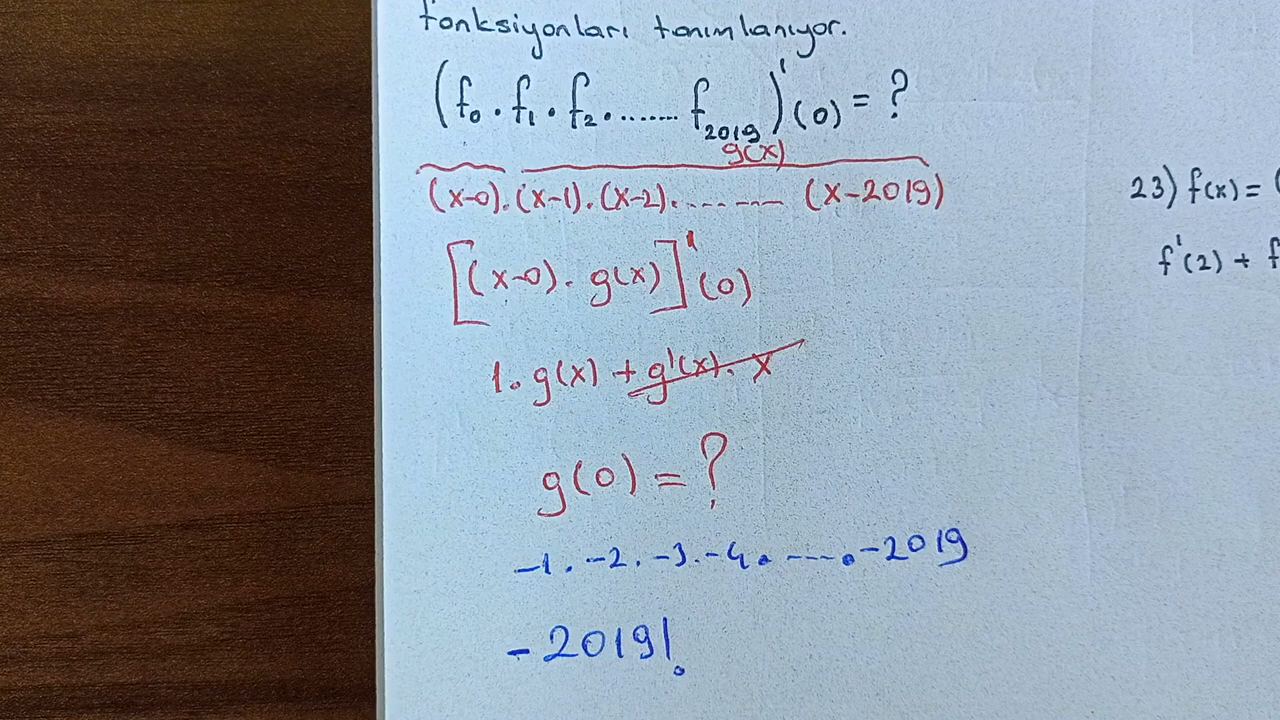 fonksiyonları tanımlanıyor.
(f₀ . f₁ . f₂ . ....... f₂₀₁₉)'(0) = ?
g(x)
(x-0).(x-1).(x-2). ....... (x-2019)
[(x-0). g(x)]'(0)
1. g(x) + g'(x). x
g(0) = ?
-1. -2. -3. -4. ....... -2019
-2019!
23) f(x) =
f'(2) + f